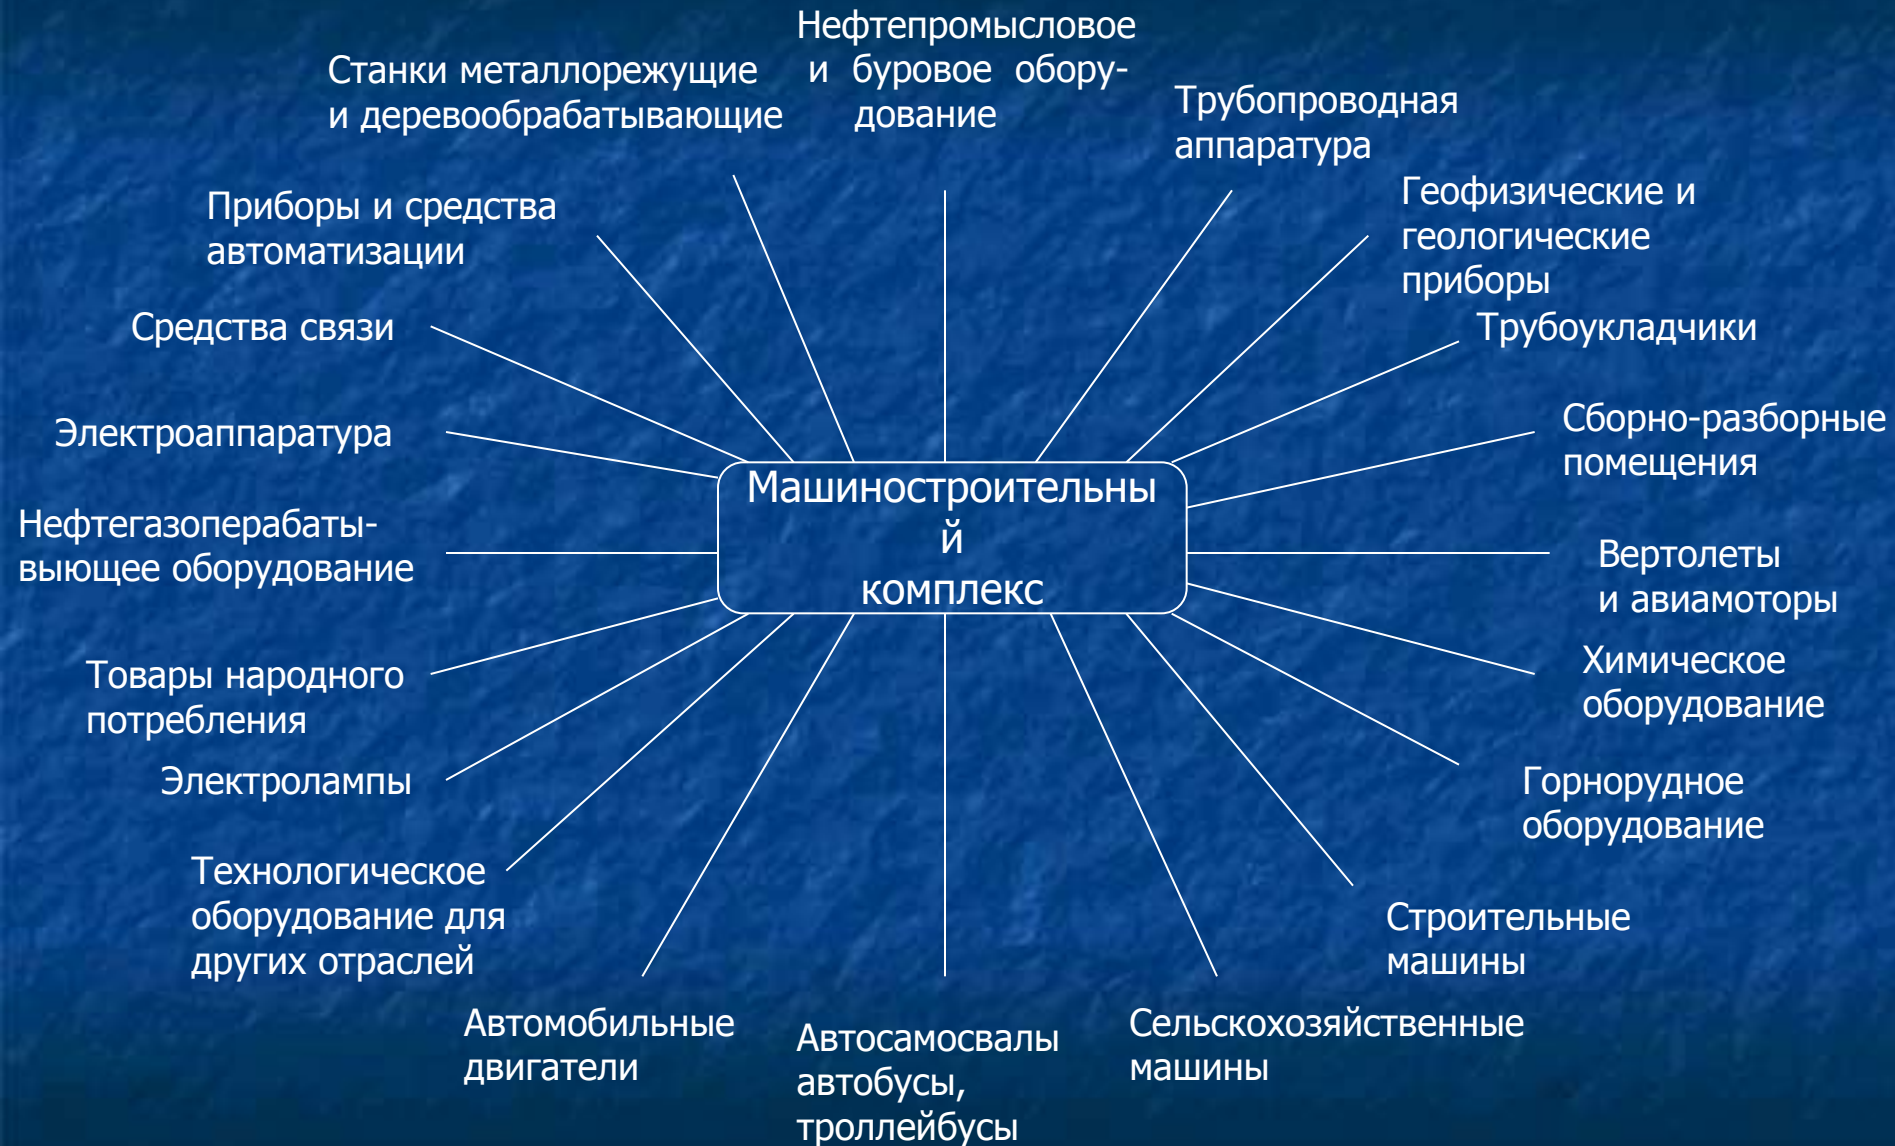 Нефтепромысловое
и буровое обору-
дование
Станки металлорежущие
и деревообрабатывающие
Трубопроводная
аппаратура
Приборы и средства
автоматизации
Геофизические и
геологические
приборы
Средства связи
Трубоукладчики
Электроаппаратура
Сборно-разборные
помещения
Машиностроительны
й
комплекс
Нефтегазоперабаты-
выющее оборудование
Вертолеты
и авиамоторы
Товары народного
потребления
Химическое
оборудование
Электролампы
Горнорудное
оборудование
Технологическое
оборудование для
других отраслей
Строительные
машины
Автомобильные
двигатели
Автосамосвалы
автобусы,
троллейбусы
Сельскохозяйственные
машины